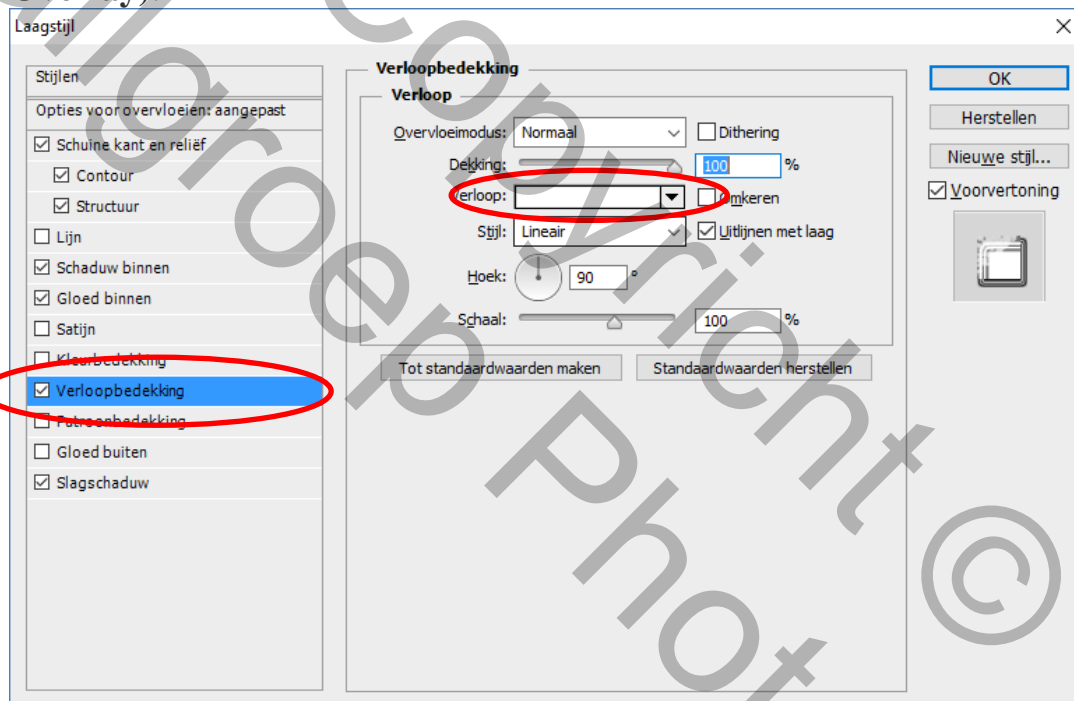 Laagstijl
Stijlen
Opties voor overvloeien: aangepast
Schuine kant en reliëf
Contour
Structuur
Lijn
Schaduw binnen
Gloed binnen
Satijn
Kleurbedekking
Verloopbedekking
Patroonbedekking
Gloed buiten
Slagschaduw
Verloopbedekking
Verloop
Overvloeimodus: Normaal Dithering
Dekking: 100 %
Verloop: Omkeren
Stijl: Lineair Uitlijnen met laag
Hoek: 90 °
Schaal: 100 %
Tot standaardwaarden maken Standaardwaarden herstellen
OK
Herstellen
Nieuwe stijl...
Voorvertoning
Copyright ©